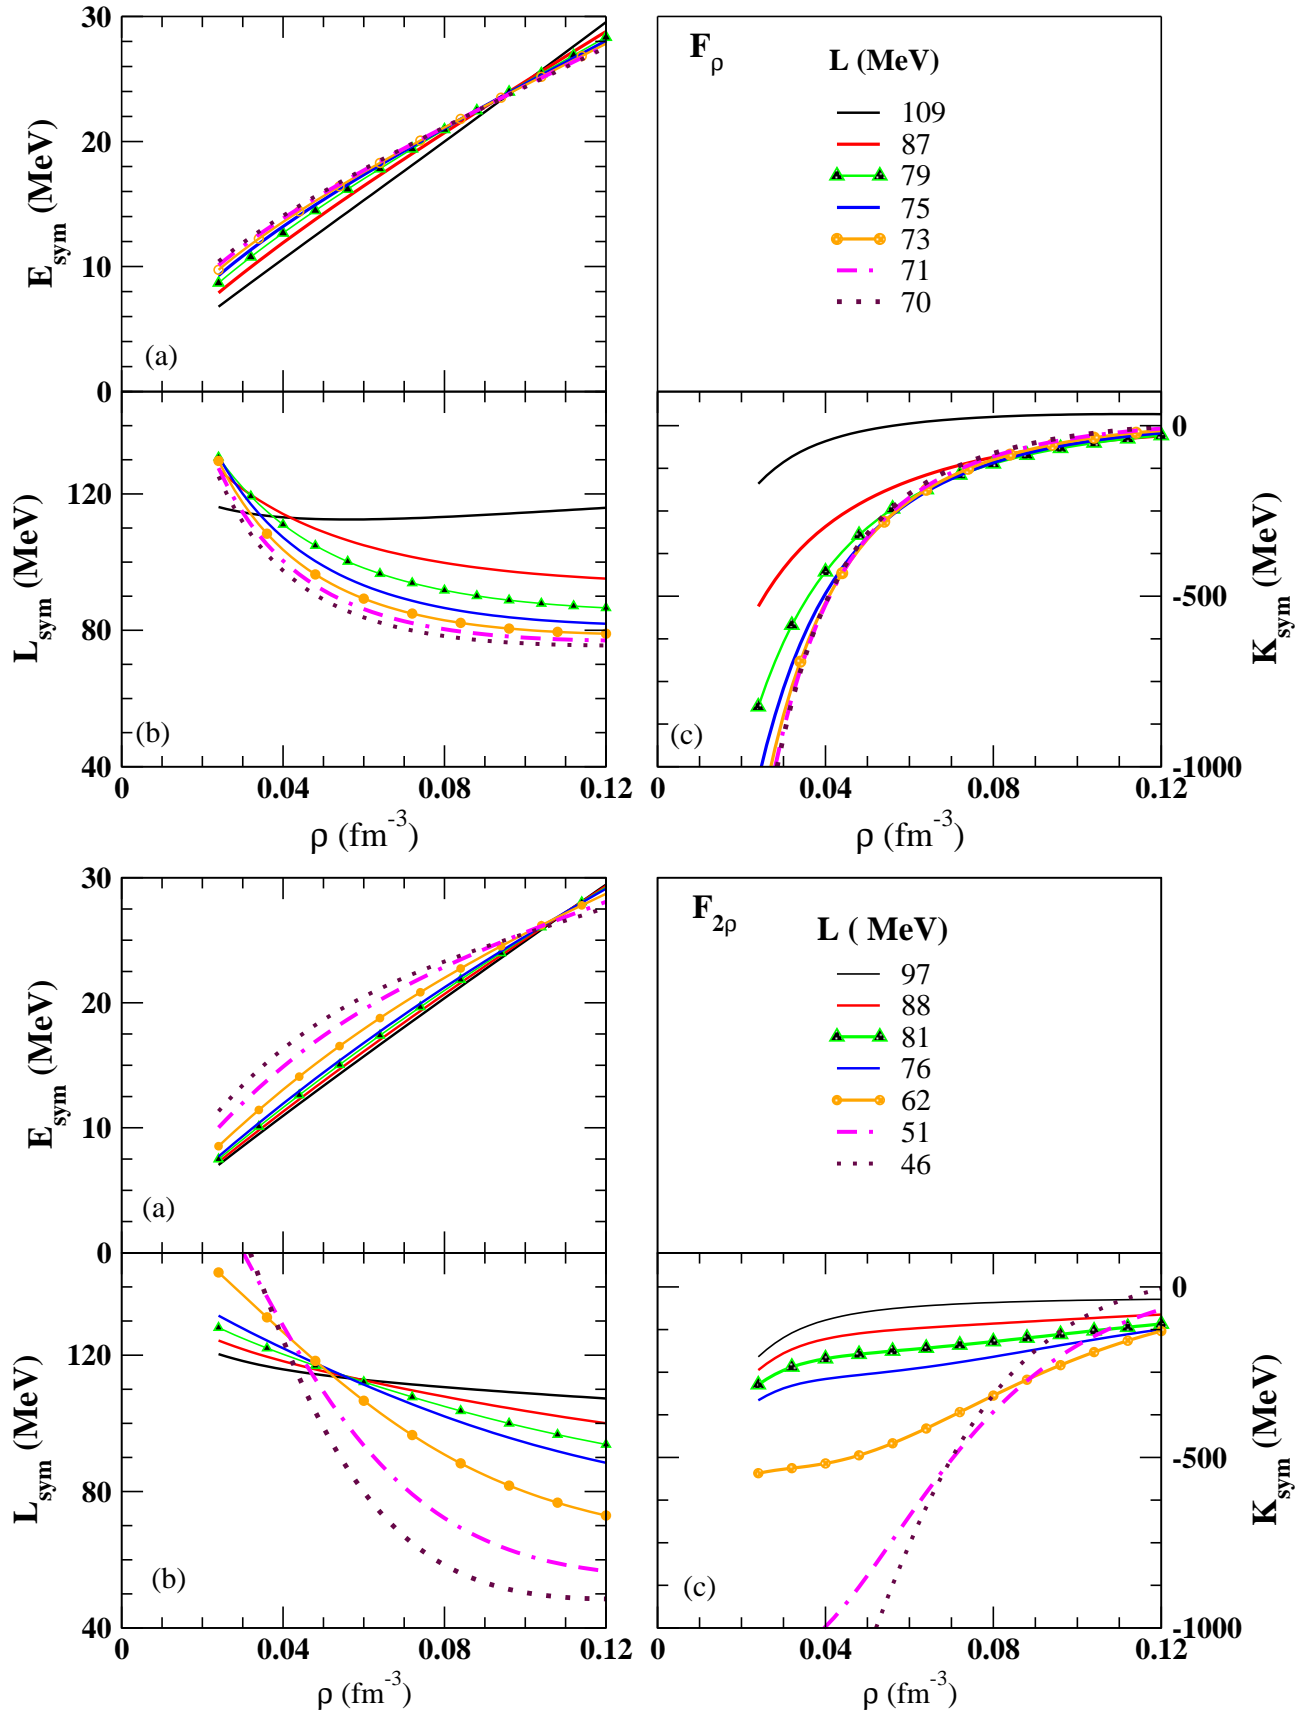 30
20
10
0
E_sym (MeV)
(a)
F_ρ
L (MeV)
109
87
79
75
73
71
70
120
80
40
L_sym (MeV)
(b)
0
0.04
0.08
0.12
ρ (fm^-3)
(c)
0
-500
-1000
K_sym (MeV)
0
0.04
0.08
0.12
ρ (fm^-3)
30
20
10
0
E_sym (MeV)
(a)
F_2ρ
L ( MeV)
97
88
81
76
62
51
46
120
80
40
L_sym (MeV)
(b)
0
0.04
0.08
0.12
ρ (fm^-3)
(c)
0
-500
-1000
K_sym (MeV)
0
0.04
0.08
0.12
ρ (fm^-3)